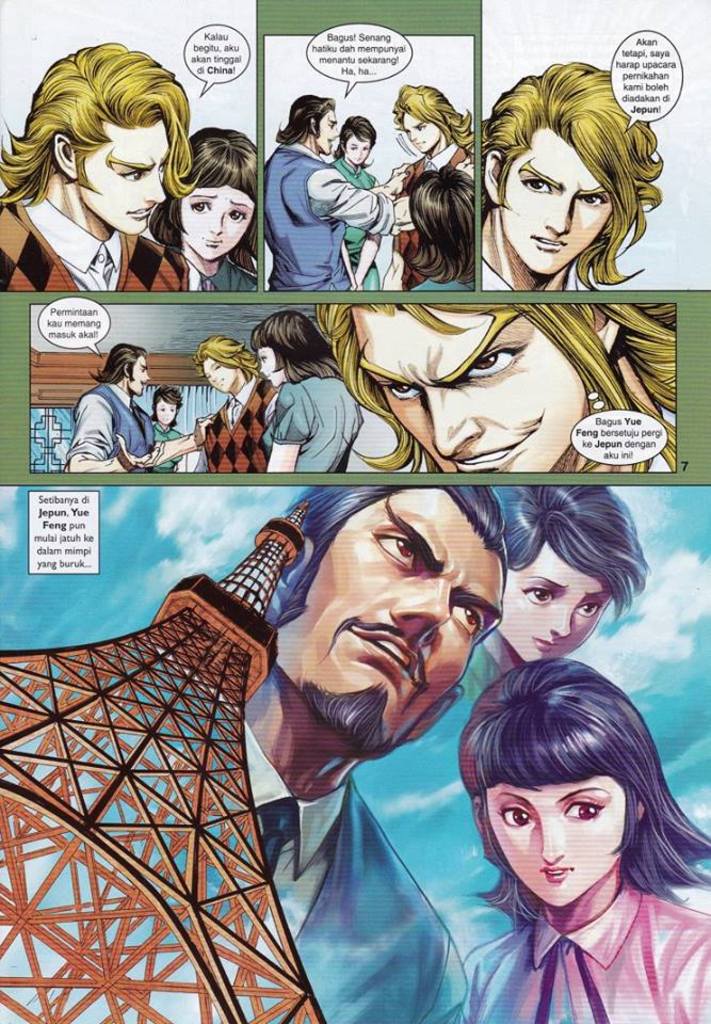 Kalau
begitu, aku
akan tinggal
di China!
Bagus! Senang
hatiku dah mempunyai
menantu sekarang!
Ha, ha...
Akan
tetapi, saya
harap upacara
pernikahan
kami boleh
diadakan di
Jepun!
Permintaan
kau memang
masuk akal!
Bagus Yue
Feng bersetuju pergi
ke Jepun dengan
aku ini!
7
Setibanya di
Jepun, Yue
Feng pun
mulai jatuh ke
dalam mimpi
yang buruk...